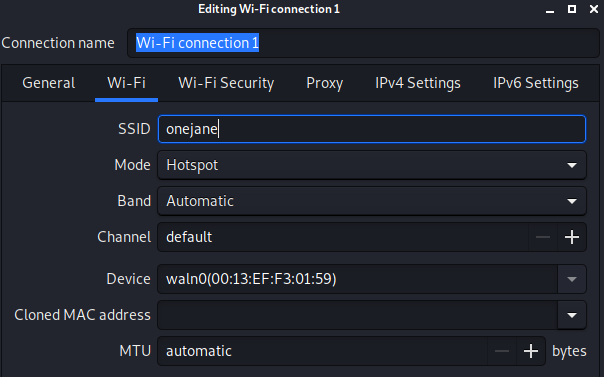 Editing Wi-Fi connection 1
Connection name Wi-Fi connection 1
General Wi-Fi Wi-Fi Security Proxy IPv4 Settings IPv6 Settings
SSID onejane
Mode Hotspot
Band Automatic
Channel default
Device waln0(00:13:EF:F3:01:59)
Cloned MAC address
MTU automatic bytes